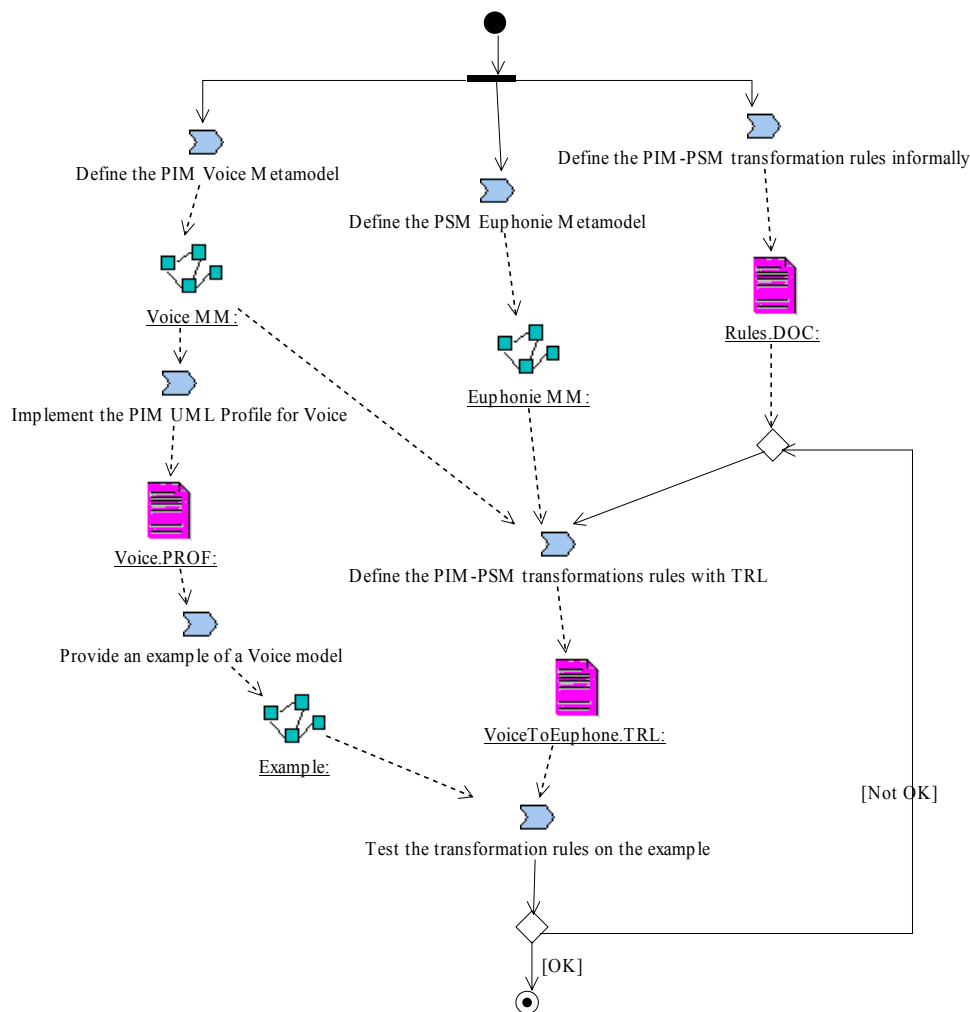 Define the PIM-PSM transformation rules informally
Define the PIM Voice Metamodel
Define the PSM Euphonie Metamodel
Voice MM:
Rules.DOC:
Euphonie MM:
Implement the PIM UML Profile for Voice
Voice.PROF:
Define the PIM-PSM transformations rules with TRL
Provide an example of a Voice model
VoiceToEuphone.TRL:
Example:
[Not OK]
Test the transformation rules on the example
[OK]